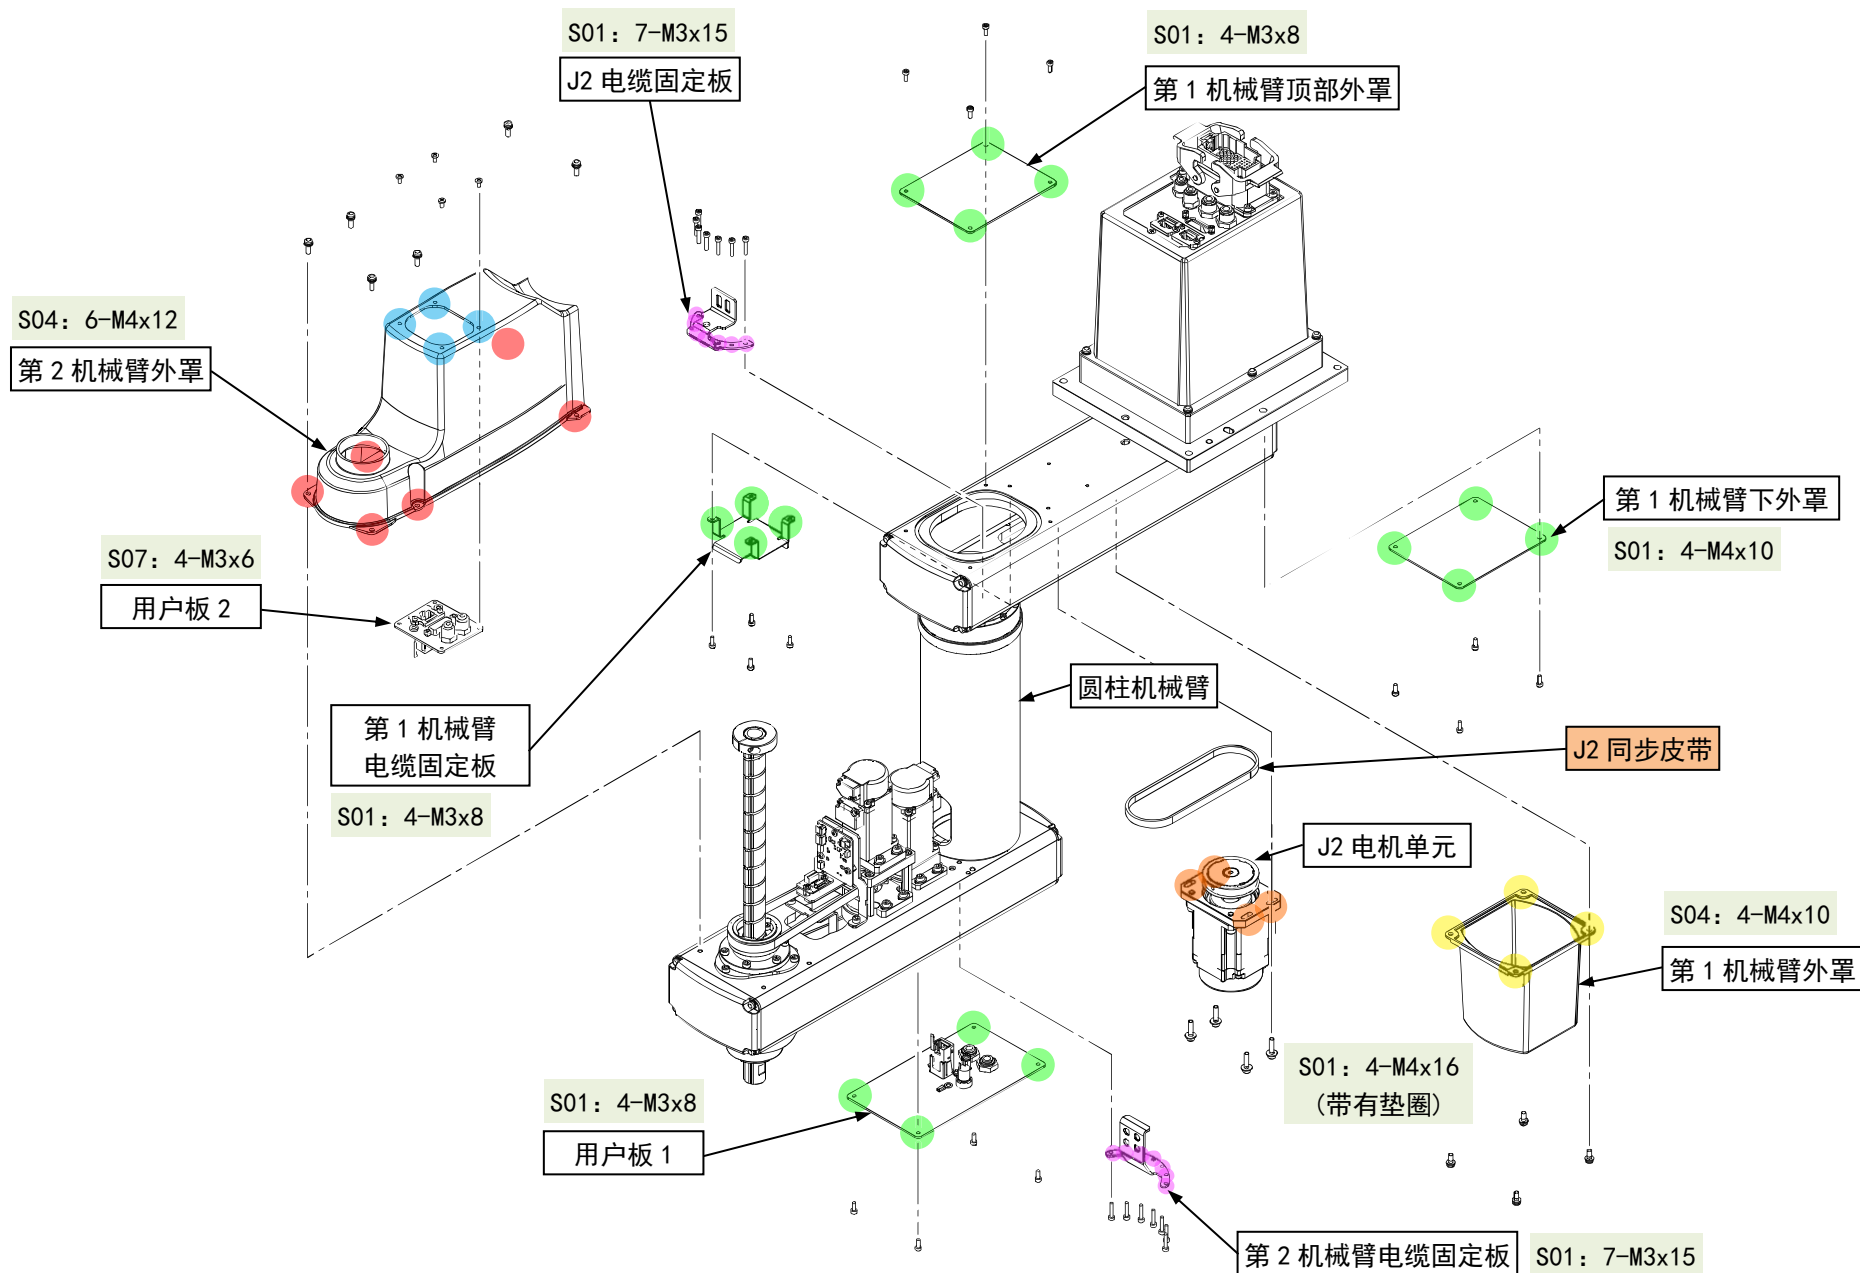 S01: 7-M3x15
J2 电缆固定板
S01: 4-M3x8
第 1 机械臂顶部外罩
S04: 6-M4x12
第 2 机械臂外罩
S07: 4-M3x6
用户板 2
第 1 机械臂
电缆固定板
S01: 4-M3x8
第 1 机械臂下外罩
S01: 4-M4x10
圆柱机械臂
J2 同步皮带
J2 电机单元
S04: 4-M4x10
第 1 机械臂外罩
S01: 4-M4x16
(带有垫圈)
S01: 4-M3x8
用户板 1
第 2 机械臂电缆固定板
S01: 7-M3x15